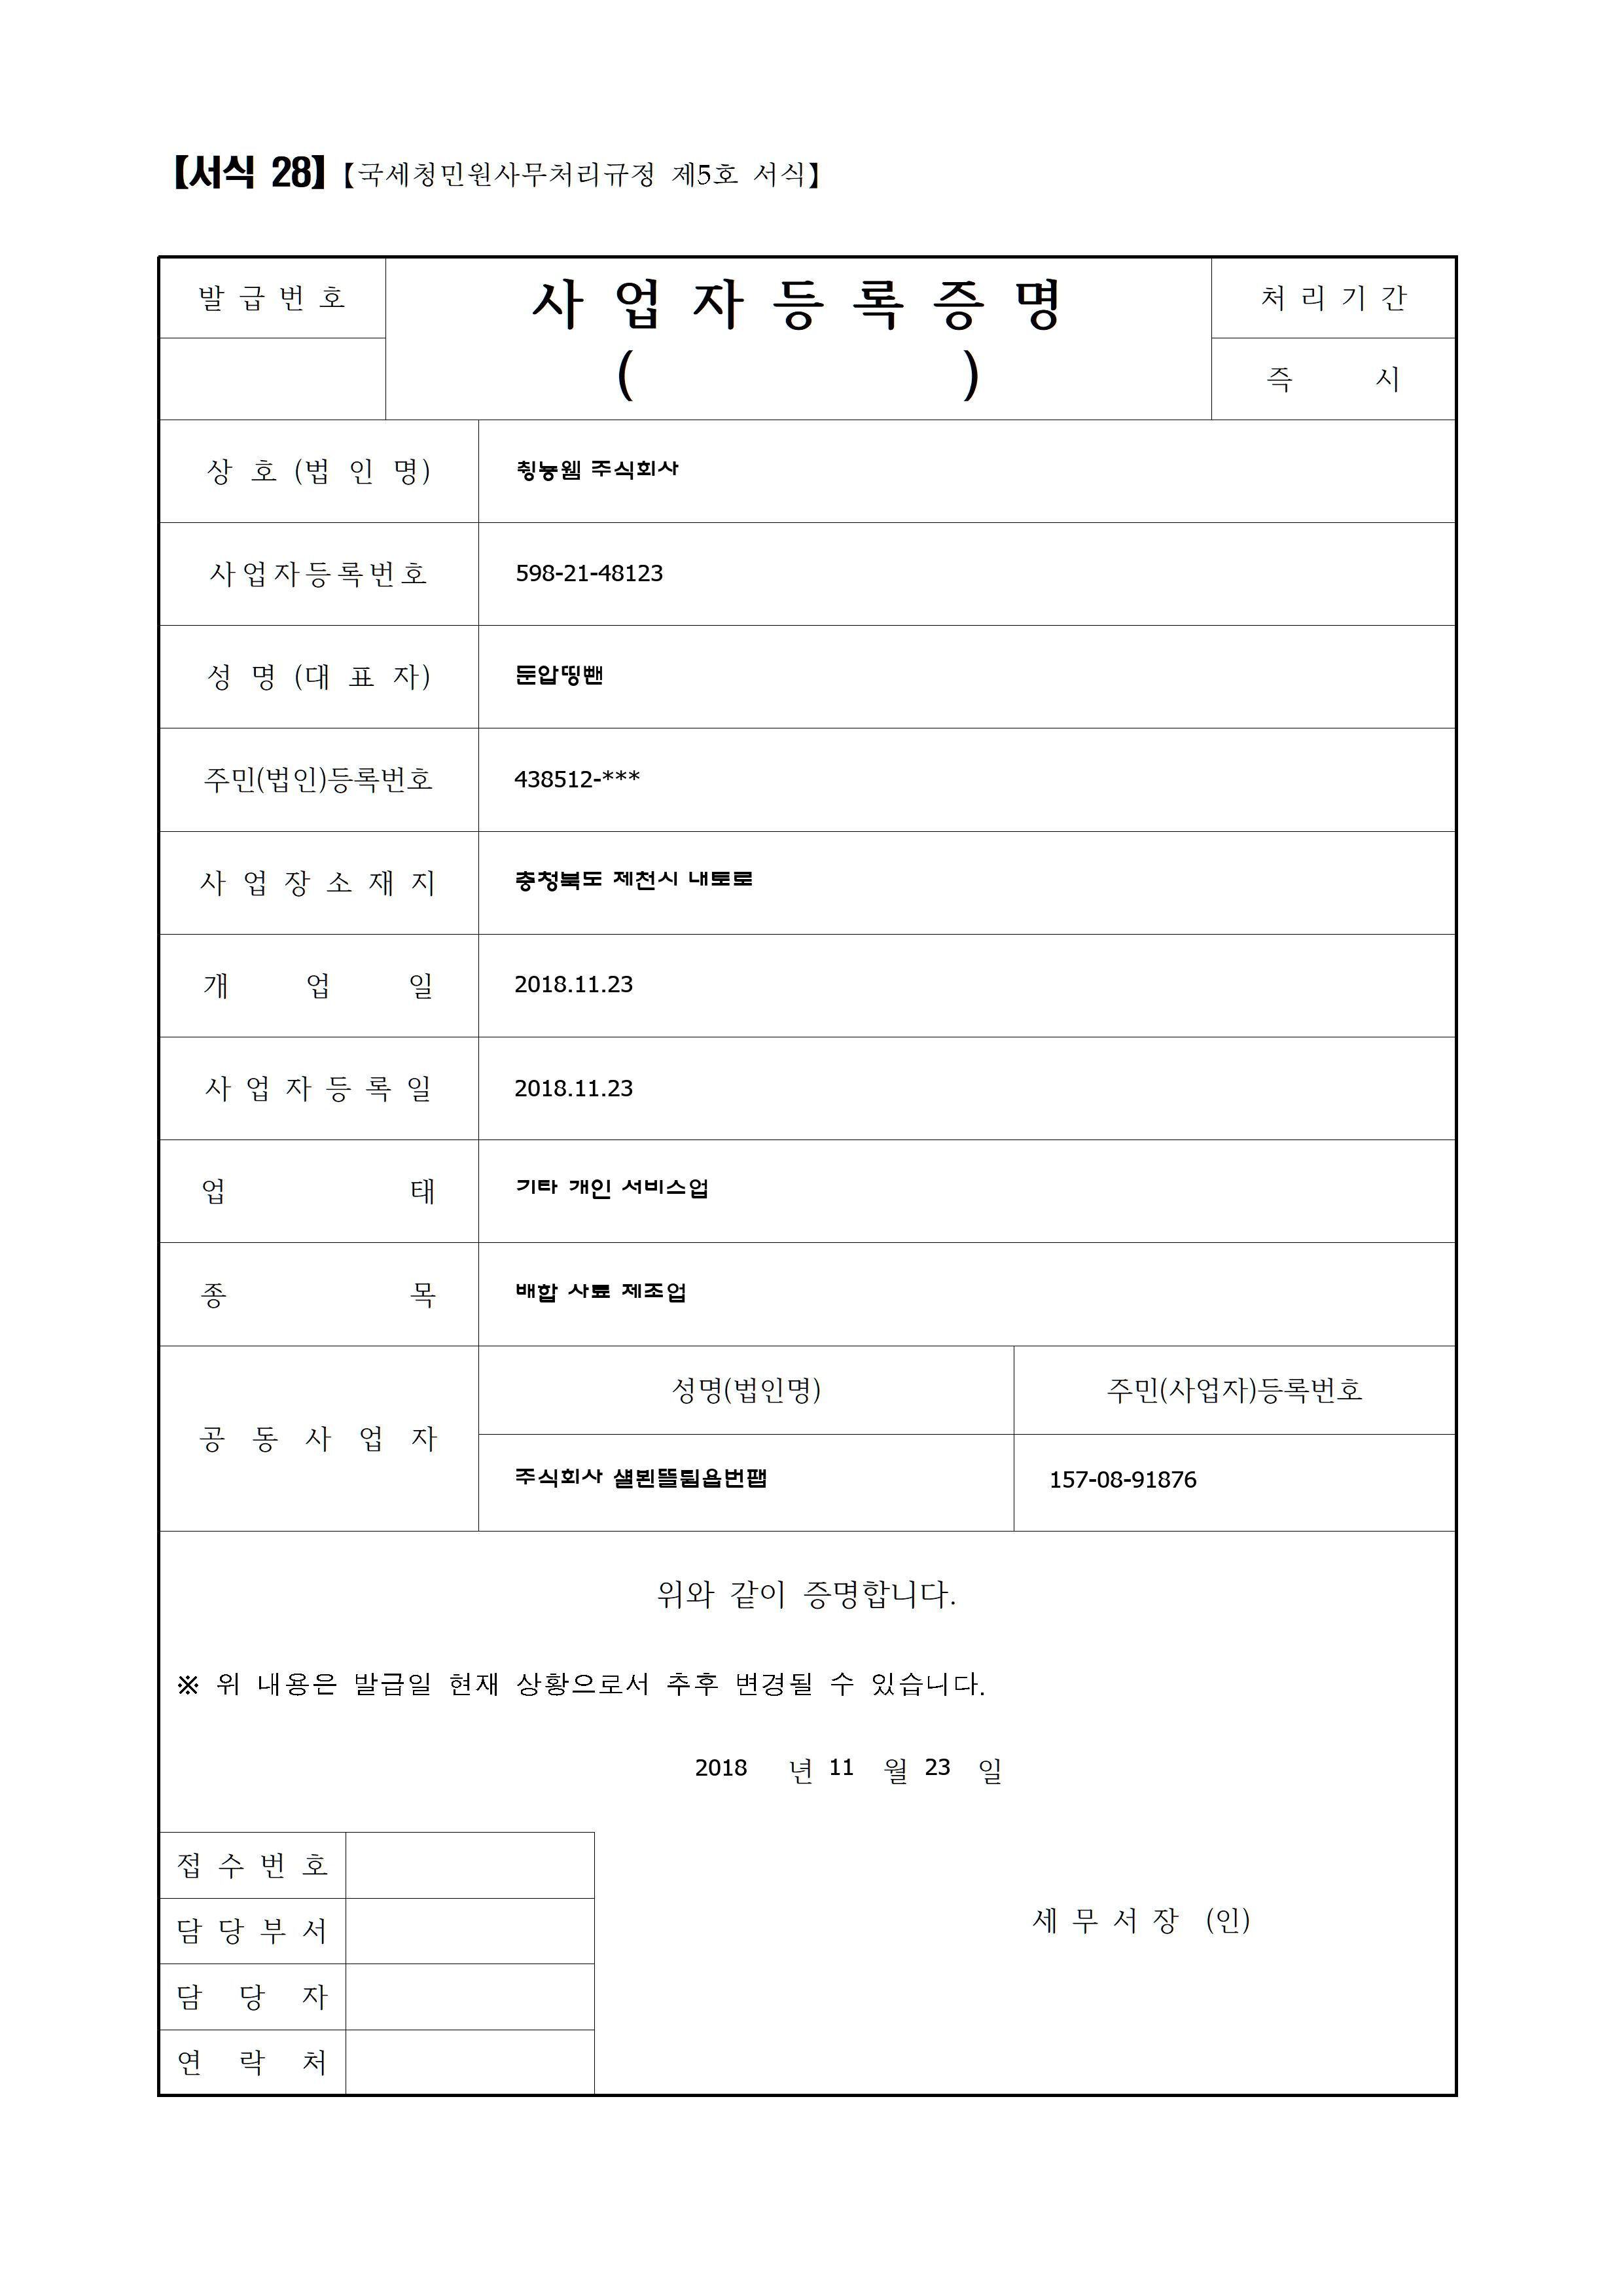 【서식 28】【국세청민원사무처리규정 제5호 서식】
발급번호
사업자등록증명
( )
처리기간
즉 시
상호(법인명) 칑눟웸 주식회사
사업자등록번호 598-21-48123
성명(대표자) 둔압띵뺀
주민(법인)등록번호 438512-***
사업장소재지 충청북도 제천시 내토로
개업일 2018.11.23
사업자등록일 2018.11.23
업태 기타 개인 서비스업
종목 배합 사료 제조업
공동사업자
성명(법인명) 주민(사업자)등록번호
주식회사 157-08-91876
위와 같이 증명합니다.
※ 위 내용은 발급일 현재 상황으로서 추후 변경될 수 있습니다.
2018 년 11 월 23 일
접수번호
담당부서
세무서장 (인)
담당자
연락처